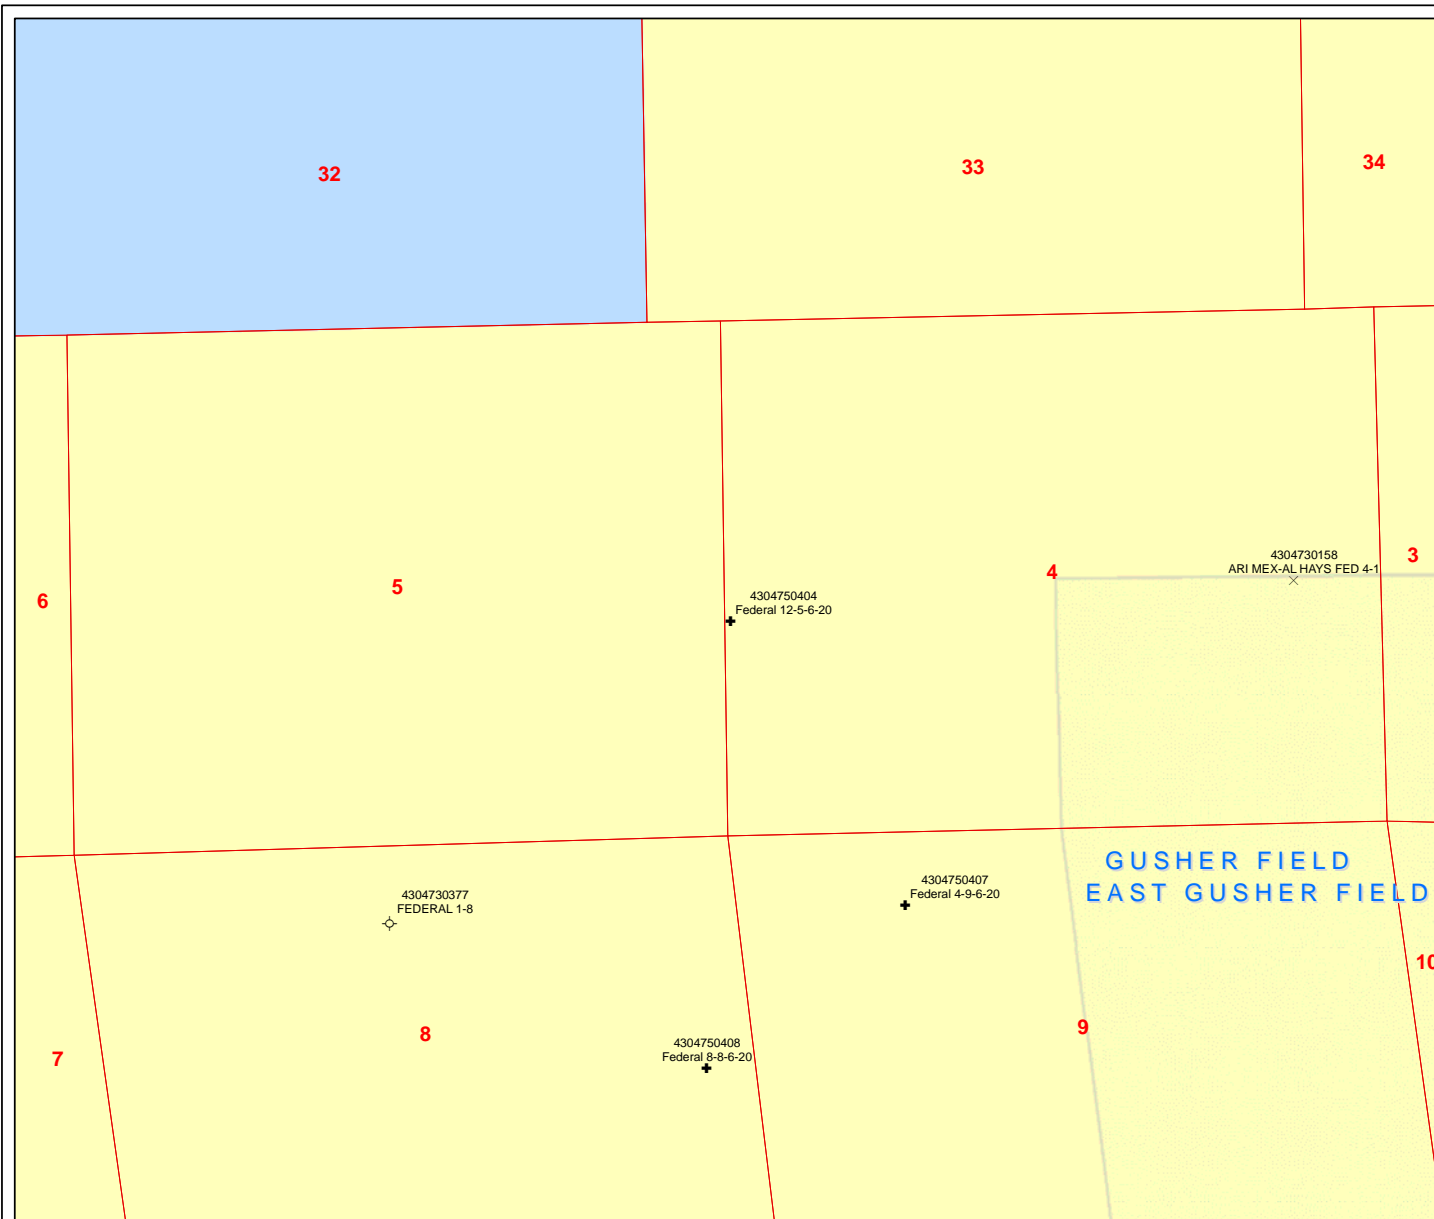 32
33
34
4304730158
ARI MEX-AL HAYS FED 4-1
3
4
5
6
4304750404
Federal 12-5-6-20
GUSHER FIELD
EAST GUSHER FIELD
4304750407
Federal 4-9-6-20
4304730377
FEDERAL 1-8
10
9
8
7
4304750408
Federal 8-8-6-20